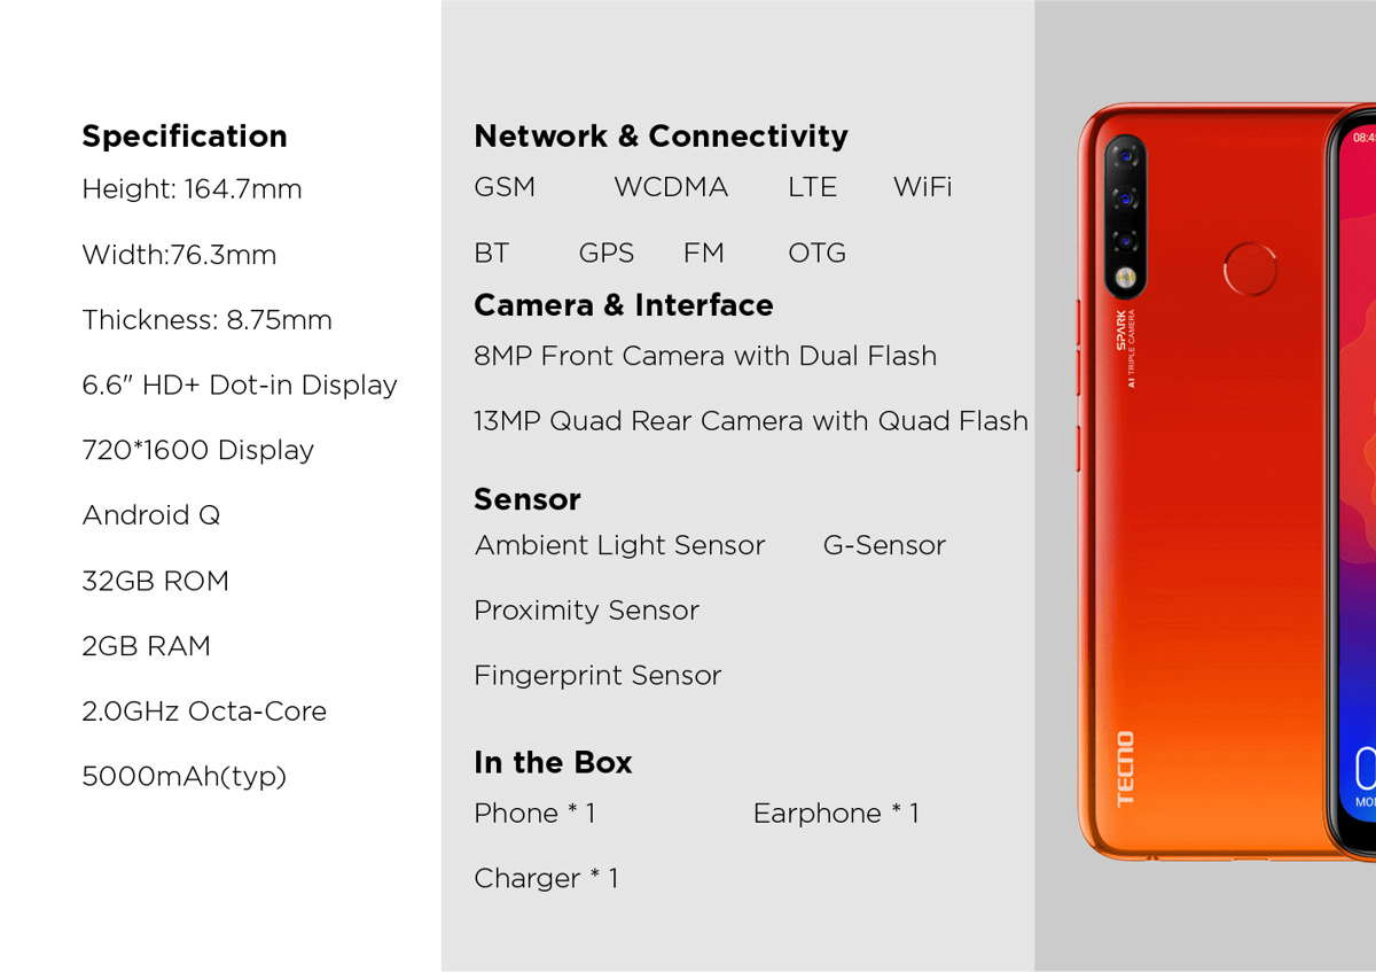 Specification
Height: 164.7mm
Width:76.3mm
Thickness: 8.75mm
6.6" HD+ Dot-in Display
720*1600 Display
Android Q
32GB ROM
2GB RAM
2.0GHz Octa-Core
5000mAh(typ)
Network & Connectivity
GSM WCDMA LTE WiFi
BT GPS FM OTG
Camera & Interface
8MP Front Camera with Dual Flash
13MP Quad Rear Camera with Quad Flash
Sensor
Ambient Light Sensor G-Sensor
Proximity Sensor
Fingerprint Sensor
In the Box
Phone * 1 Earphone * 1
Charger * 1
SPARK
AI TRIPLE CAMERA
TECNO